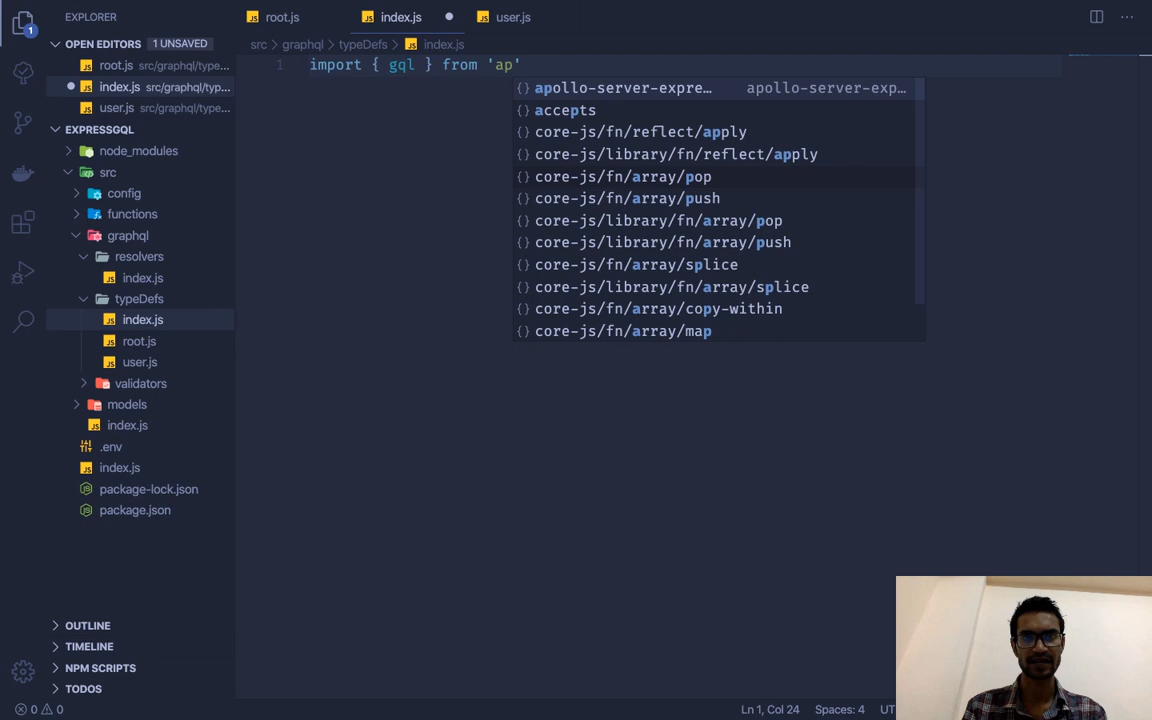 EXPLORER
OPEN EDITORS 1 UNSAVED
root.js src/graphql/type...
index.js src/graphql/typ...
user.js src/graphql/type...
EXPRESSGQL
node_modules
src
config
functions
graphql
resolvers
index.js
typeDefs
index.js
root.js
user.js
validators
models
index.js
.env
index.js
package-lock.json
package.json
OUTLINE
TIMELINE
NPM SCRIPTS
TODOS
0 0
1
root.js index.js user.js
src > graphql > typeDefs > index.js
1 import { gql } from 'ap'
apollo-server-expre... apollo-server-exp...
accepts
core-js/fn/reflect/apply
core-js/library/fn/reflect/apply
core-js/fn/array/pop
core-js/fn/array/push
core-js/library/fn/array/pop
core-js/library/fn/array/push
core-js/fn/array/splice
core-js/library/fn/array/splice
core-js/fn/array/copy-within
core-js/fn/array/map
Ln 1, Col 24 Spaces: 4 UT